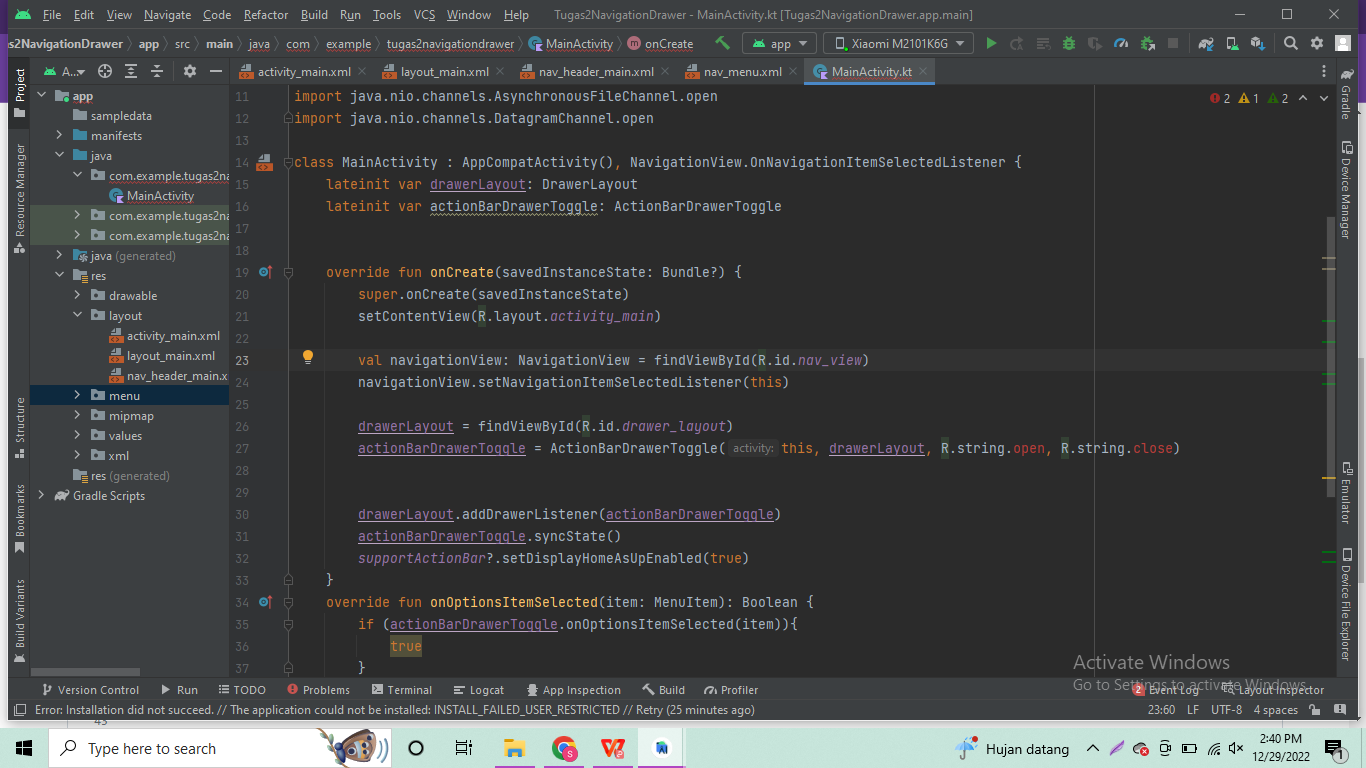 File Edit View Navigate Code Refactor Build Run Tools VCS Window Help Tugas2NavigationDrawer - MainActivity.kt [Tugas2NavigationDrawer.app.main]
s2NavigationDrawer app src main java com example tugas2navigationdrawer MainActivity onCreate app Xiaomi M2101K6G
Project A... activity_main.xml layout_main.xml nav_header_main.xml nav_menu.xml MainActivity.kt
app
sampledata
manifests
java
com.example.tugas2na
MainActivity
com.example.tugas2na
com.example.tugas2na
java (generated)
res
drawable
layout
activity_main.xml
layout_main.xml
nav_header_main.x
menu
mipmap
values
xml
res (generated)
Gradle Scripts
Resource Manager
Structure
Bookmarks
Build Variants
2 1 2
11 import java.nio.channels.AsynchronousFileChannel.open
12 import java.nio.channels.DatagramChannel.open
13
14 class MainActivity : AppCompatActivity(), NavigationView.OnNavigationItemSelectedListener {
15 lateinit var drawerLayout: DrawerLayout
16 lateinit var actionBarDrawerToggle: ActionBarDrawerToggle
17
18
19 override fun onCreate(savedInstanceState: Bundle?) {
20 super.onCreate(savedInstanceState)
21 setContentView(R.layout.activity_main)
22
23 val navigationView: NavigationView = findViewById(R.id.nav_view)
24 navigationView.setNavigationItemSelectedListener(this)
25
26 drawerLayout = findViewById(R.id.drawer_layout)
27 actionBarDrawerToggle = ActionBarDrawerToggle( activity: this, drawerLayout, R.string.open, R.string.close)
28
29
30 drawerLayout.addDrawerListener(actionBarDrawerToggle)
31 actionBarDrawerToggle.syncState()
32 supportActionBar?.setDisplayHomeAsUpEnabled(true)
33 }
34 override fun onOptionsItemSelected(item: MenuItem): Boolean {
35 if (actionBarDrawerToggle.onOptionsItemSelected(item)){
36 true
37 }
Gradle
Device Manager
Emulator
Device File Explorer
Activate Windows
Go to Settings to activate Windows.
Version Control Run TODO Problems Terminal Logcat App Inspection Build Profiler 2 Event Log Layout Inspector
Error: Installation did not succeed. // The application could not be installed: INSTALL_FAILED_USER_RESTRICTED // Retry (25 minutes ago) 23:60 LF UTF-8 4 spaces
43
Type here to search Hujan datang 2:40 PM
12/29/2022
1